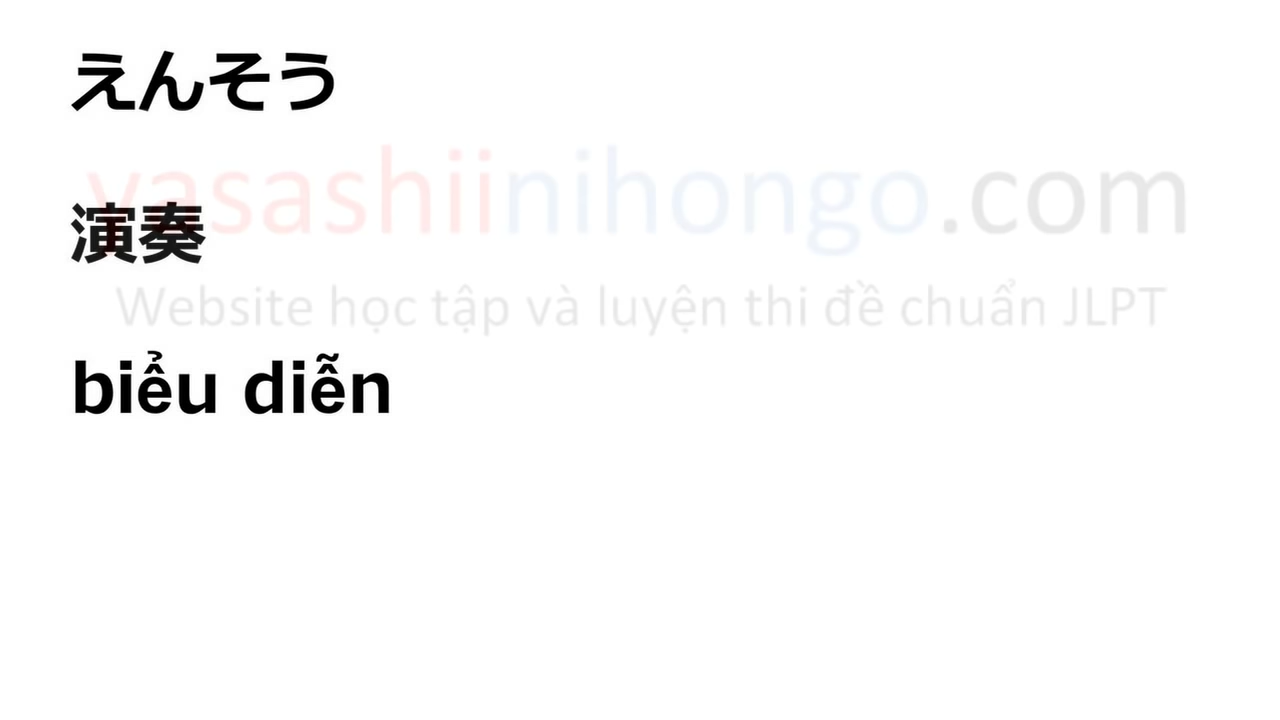 えんそう
yasashiinihongo.com
演奏
Website học tập và luyện thi đề chuẩn JLPT
biểu diễn